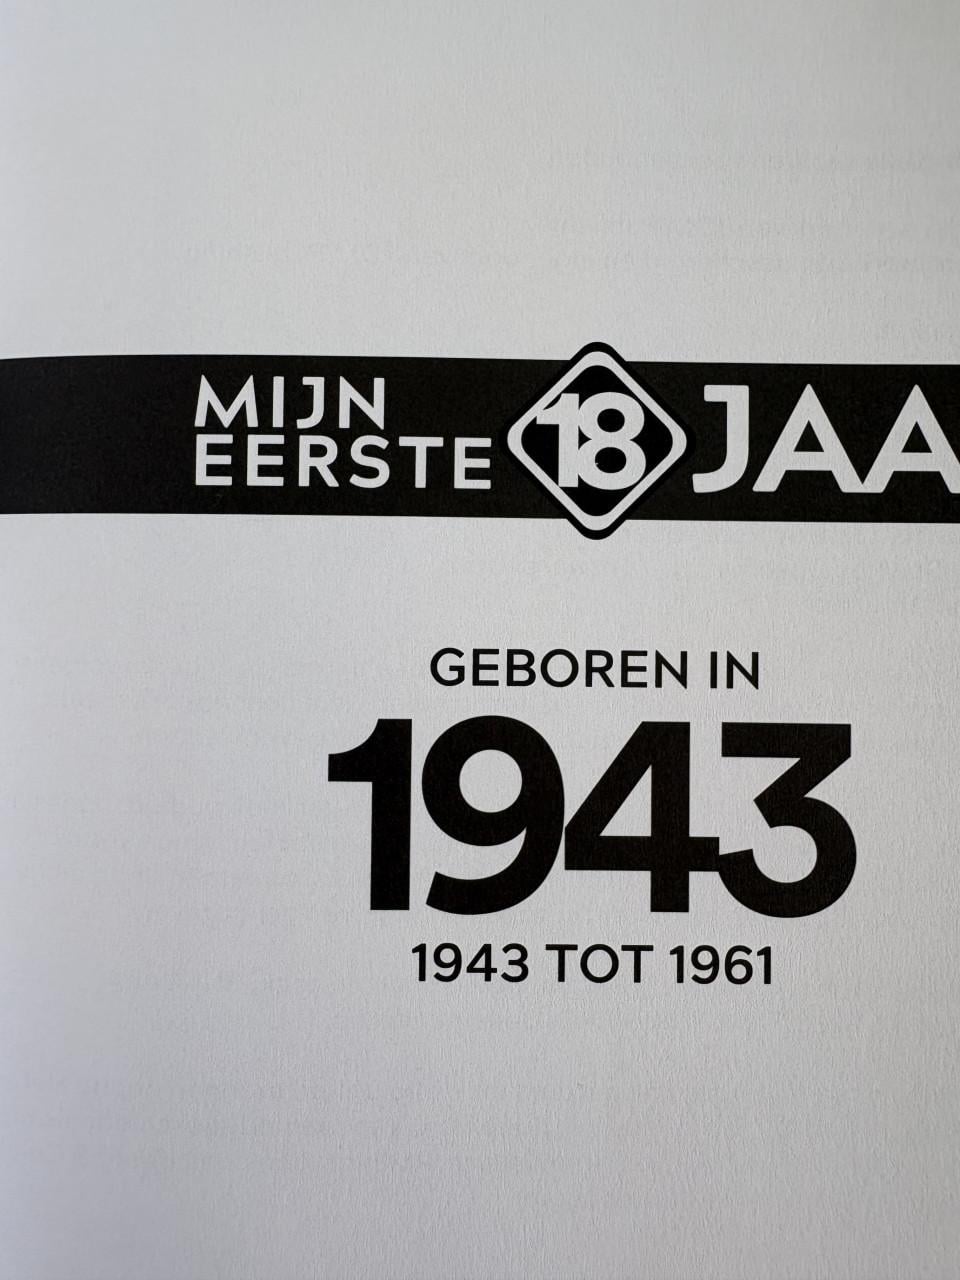 MIJN
EERSTE 18 JAA
GEBOREN IN
1943
1943 TOT 1961